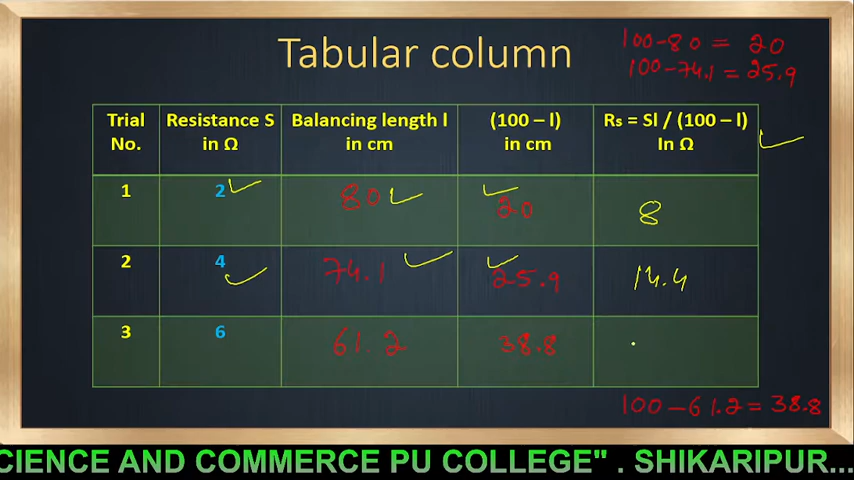 Tabular column
100-80 = 20
100-74.1 = 25.9
Trial No. Resistance S in Ω Balancing length l in cm (100 – l) in cm Rs = Sl / (100 – l) In Ω
1 2 80 20 8
2 4 74.1 25.9 14.4
3 6 61.2 38.8 .
100-61.2 = 38.8
CIENCE AND COMMERCE PU COLLEGE" . SHIKARIPUR...